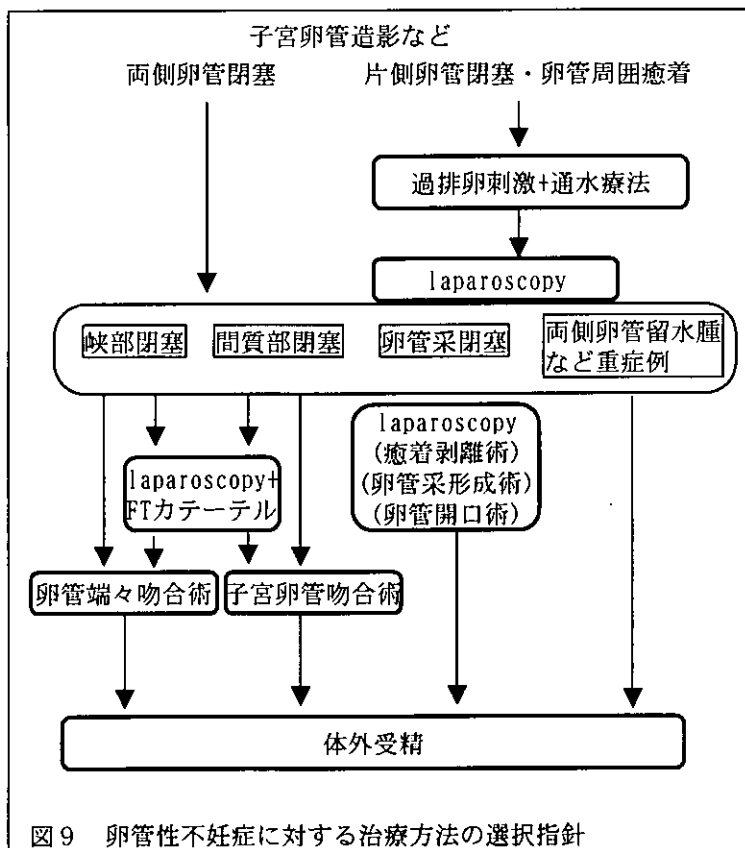 子宮卵管造影など
両側卵管閉塞
片側卵管閉塞・卵管周囲癒着
過排卵刺激+通水療法
laparoscopy
峡部閉塞
間質部閉塞
卵管采閉塞
両側卵管留水腫
など重症例
laparoscopy+
FTカテーテル
laparoscopy
(癒着剥離術)
(卵管采形成術)
(卵管開口術)
卵管端々吻合術
子宮卵管吻合術
体外受精
図9 卵管性不妊症に対する治療方法の選択指針